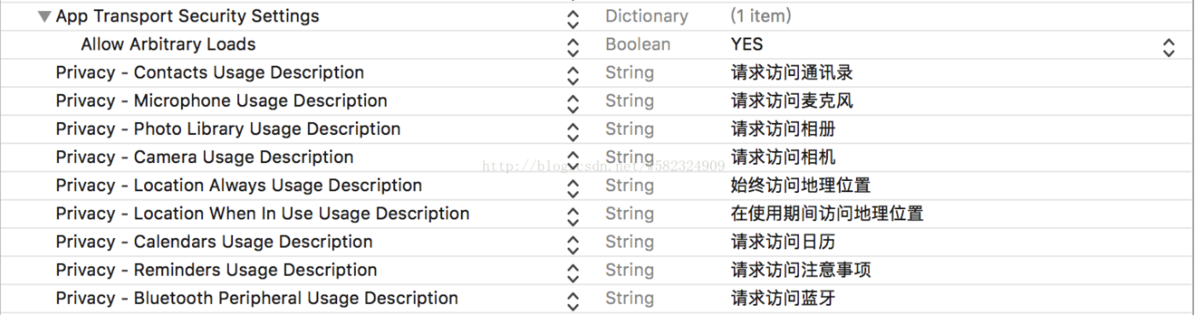 App Transport Security Settings Dictionary (1 item)
Allow Arbitrary Loads Boolean YES
Privacy - Contacts Usage Description String 请求访问通讯录
Privacy - Microphone Usage Description String 请求访问麦克风
Privacy - Photo Library Usage Description String 请求访问相册
Privacy - Camera Usage Description String 请求访问相机
Privacy - Location Always Usage Description String 始终访问地理位置
Privacy - Location When In Use Usage Description String 在使用期间访问地理位置
Privacy - Calendars Usage Description String 请求访问日历
Privacy - Reminders Usage Description String 请求访问注意事项
Privacy - Bluetooth Peripheral Usage Description String 请求访问蓝牙